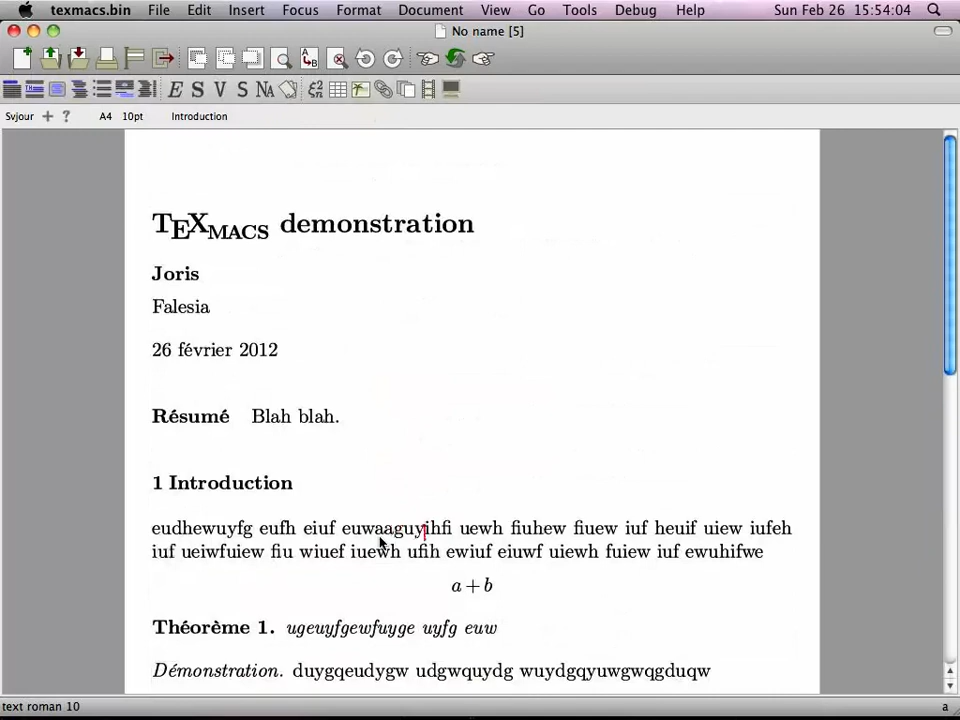 texmacs.bin File Edit Insert Focus Format Document View Go Tools Debug Help Sun Feb 26 15:54:04
No name [5]
E S V S NA
Svjour + ? A4 10pt Introduction
TEXMACS demonstration
Joris
Falesia
26 février 2012
Résumé Blah blah.
1 Introduction
eudhewuyfg eufh eiuf euwaaguyihfi uewh fiuhew fiuew iuf heuif uiew iufeh
iuf ueiwfuiew fiu wiuef iuewh ufih ewiuf eiuwf uiewh fuiew iuf ewuhifwe
a + b
Théorème 1. ugeuyfgewfuyge uyfg euw
Démonstration. duygqeudygw udgwquydg wuydgqyuwgwqgduqw
text roman 10 a